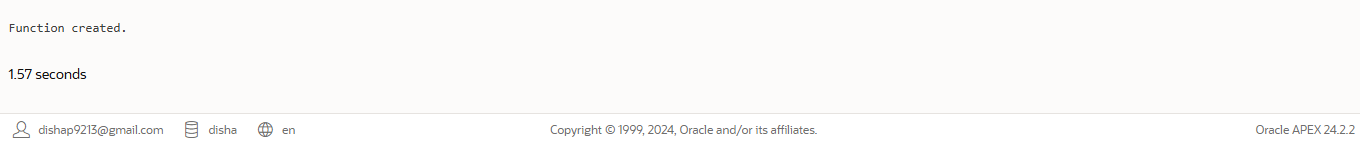 Function created.
1.57 seconds
dishap9213@gmail.com disha en Copyright © 1999, 2024, Oracle and/or its affiliates. Oracle APEX 24.2.2